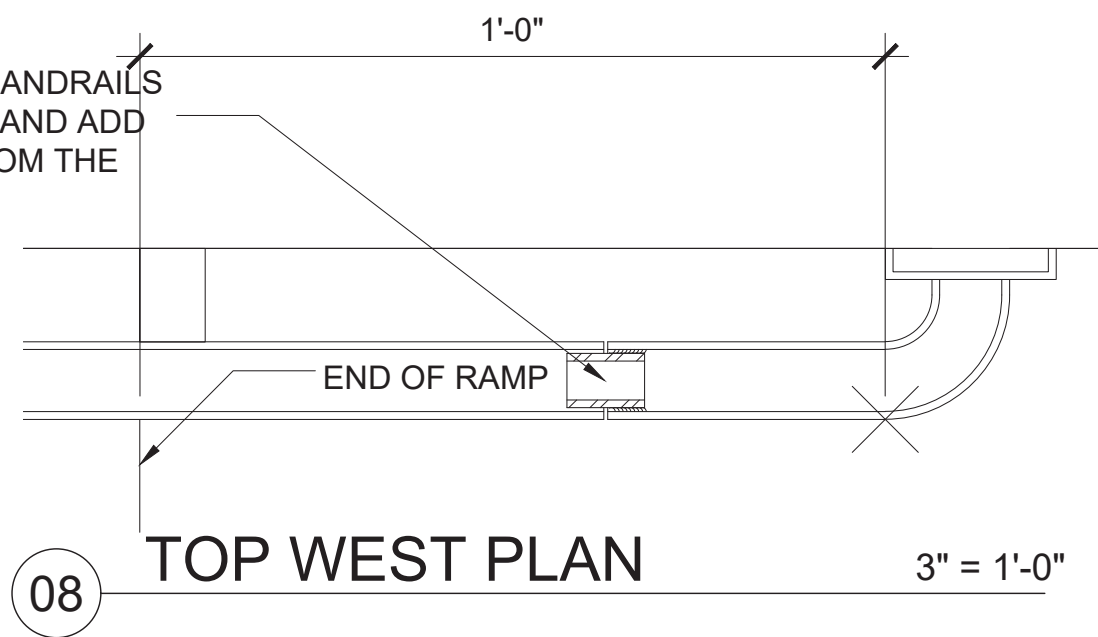 1'-0"
ANDRAILS
AND ADD
OM THE
END OF RAMP
TOP WEST PLAN
3" = 1'-0"
08